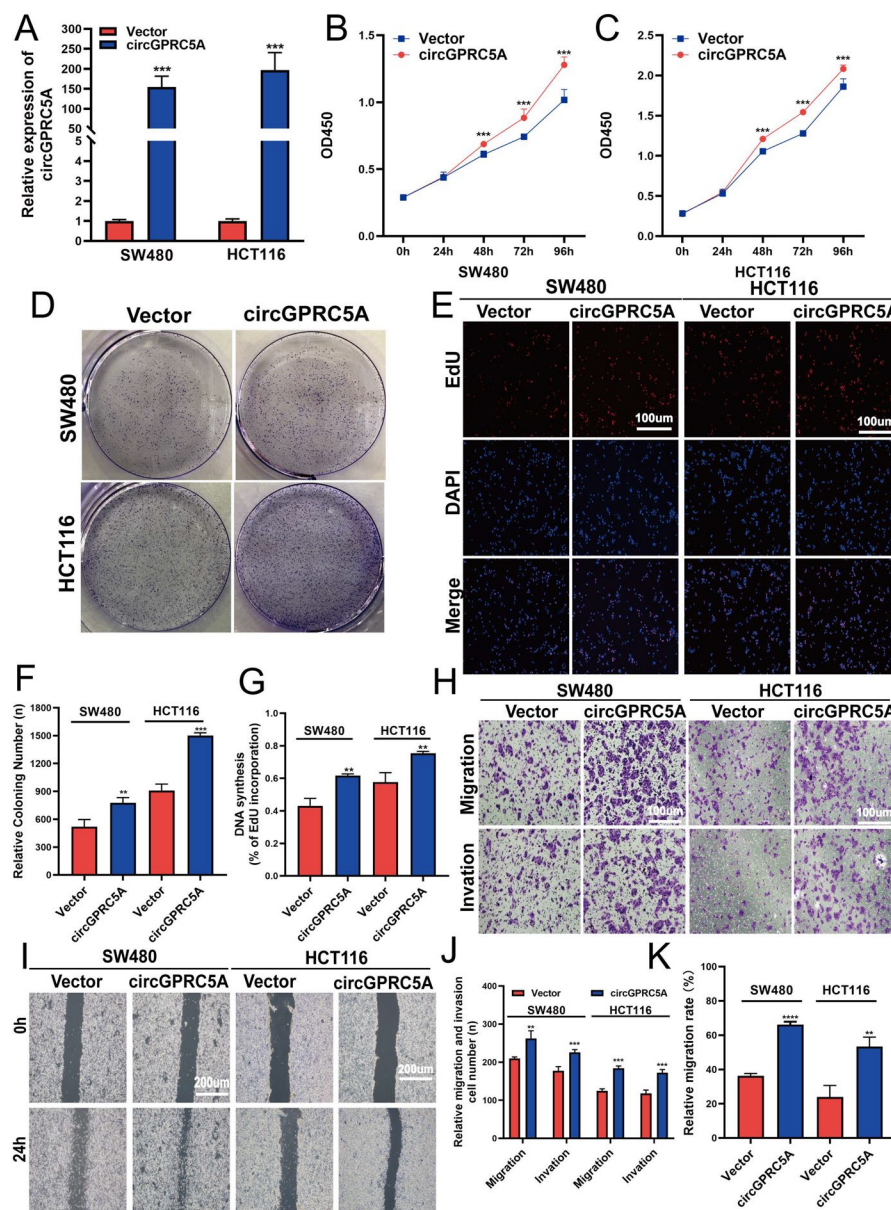 A
Vector
circGPRC5A
Relative expression of
circGPRC5A
300
250
200
150
100
50
5
4
3
2
1
0
***
***
SW480
HCT116
B
Vector
circGPRC5A
OD450
1.5
1.0
0.5
0.0
***
***
***
0h 24h 48h 72h 96h
SW480
C
Vector
circGPRC5A
OD450
2.5
2.0
1.5
1.0
0.5
0.0
***
***
***
0h 24h 48h 72h 96h
HCT116
D
Vector circGPRC5A
SW480
HCT116
E
SW480 HCT116
Vector circGPRC5A Vector circGPRC5A
EdU
100um 100um
DAPI
Merge
F
Relative Coloning Number (n)
1800
1500
1200
900
600
300
0
SW480
HCT116
**
***
Vector
circGPRC5A
Vector
circGPRC5A
G
DNA synthesis
(% of EdU incorporation)
1.0
0.8
0.6
0.4
0.2
0.0
SW480
HCT116
**
**
Vector
circGPRC5A
Vector
circGPRC5A
H
SW480 HCT116
Vector circGPRC5A Vector circGPRC5A
Migration
100um 100um
Invation
I
SW480 HCT116
Vector circGPRC5A Vector circGPRC5A
0h
200um 200um
24h
J
Vector circGPRC5A
Relative migration and invasion
cell number (n)
400
300
200
100
0
SW480
HCT116
**
***
***
***
Migration
Invation
Migration
Invation
K
Relative migration rate (%)
100
80
60
40
20
0
SW480
HCT116
****
**
Vector
circGPRC5A
Vector
circGPRC5A